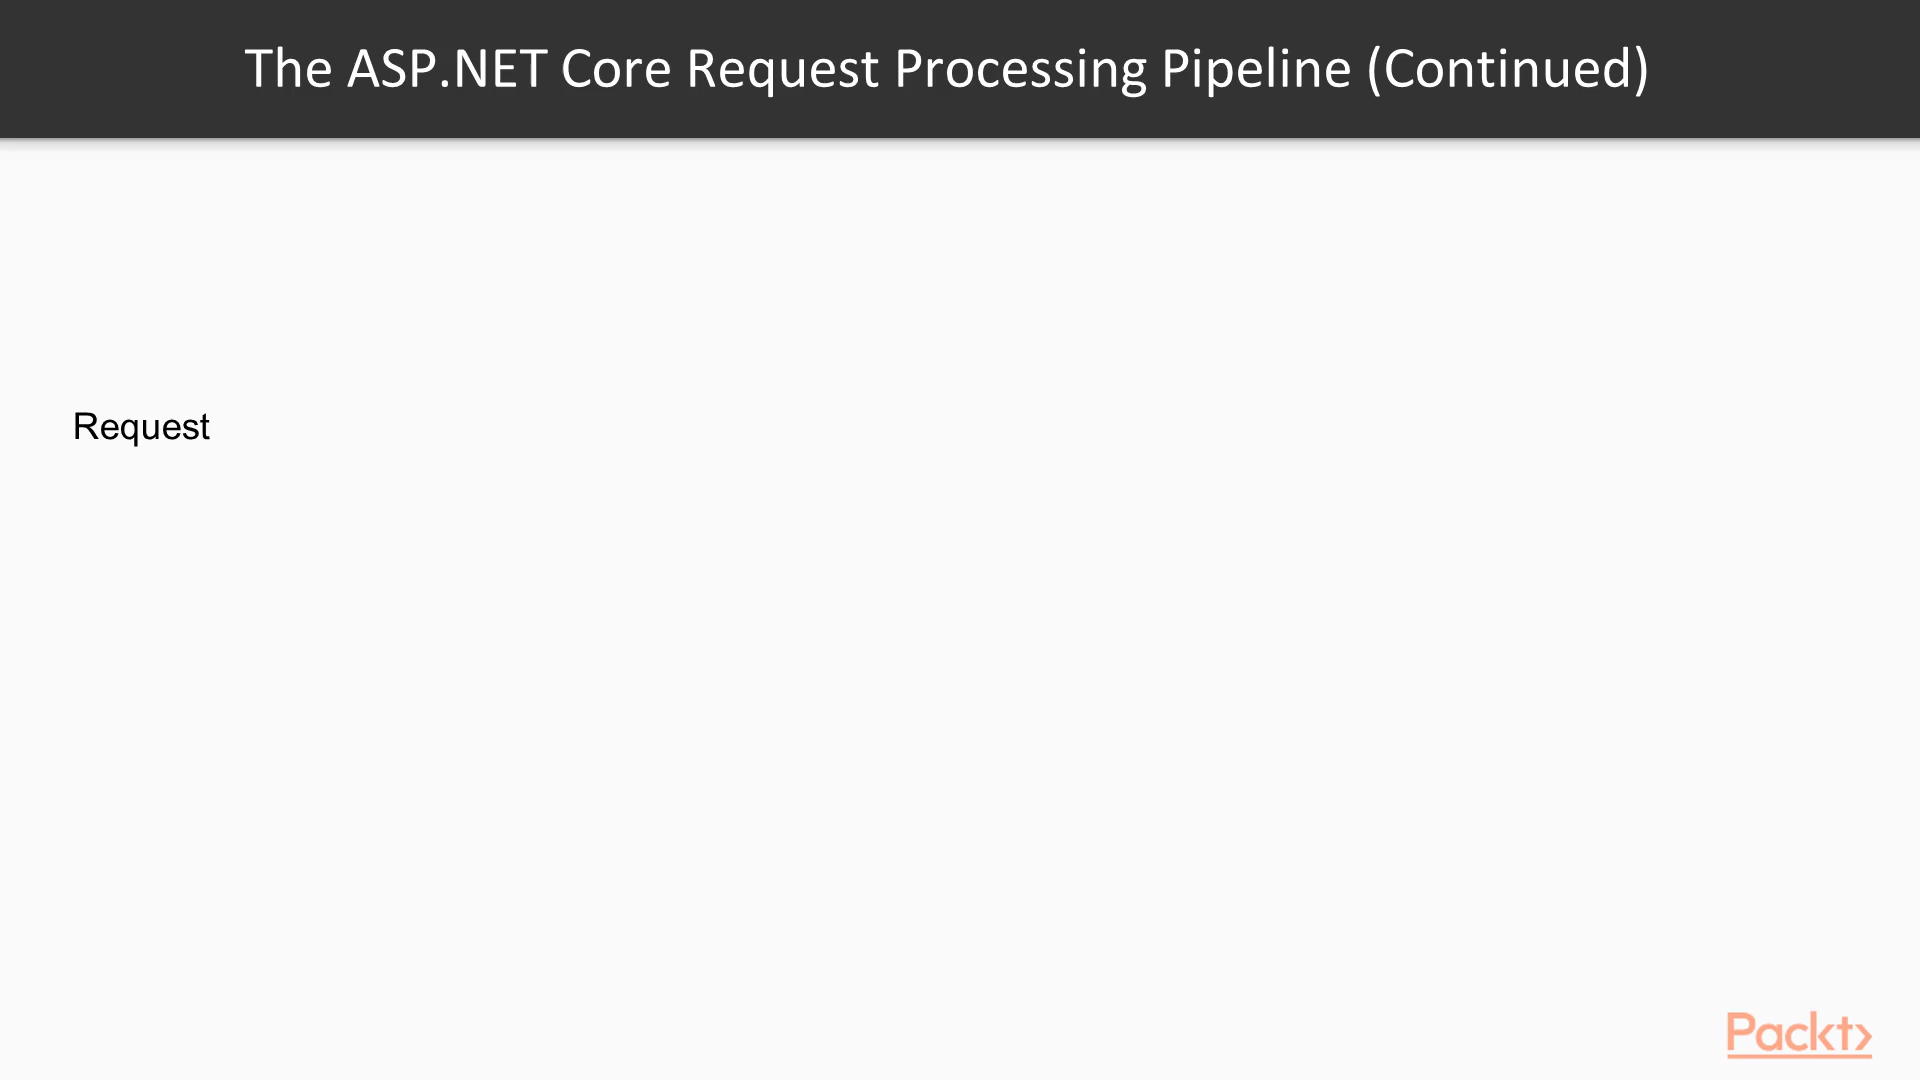 The ASP.NET Core Request Processing Pipeline (Continued)
Request
Packt>